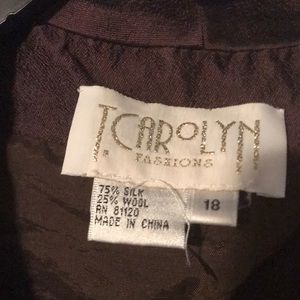 T. CAROLYN
FASHIONS
75% SILK
25% WOOL
RN 81120
MADE IN CHINA
18